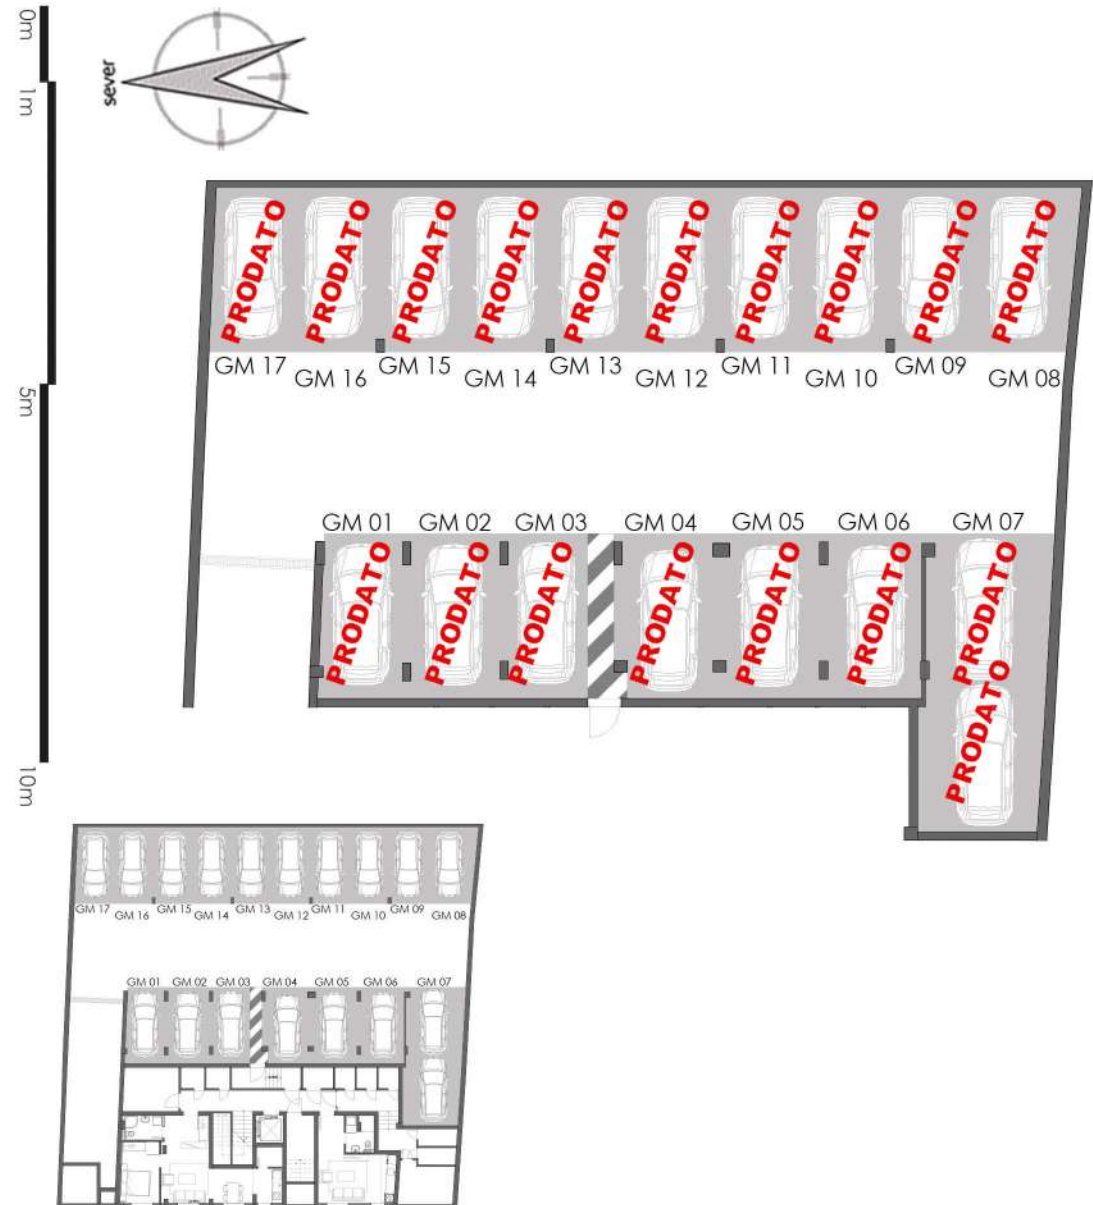 0m
1m
5m
10m
sever
PRODATO PRODATO PRODATO PRODATO PRODATO PRODATO PRODATO PRODATO PRODATO PRODATO
GM 17 GM 16 GM 15 GM 14 GM 13 GM 12 GM 11 GM 10 GM 09 GM 08
GM 01 GM 02 GM 03 GM 04 GM 05 GM 06 GM 07
PRODATO PRODATO PRODATO PRODATO PRODATO PRODATO PRODATO
PRODATO
GM 17 GM 16 GM 15 GM 14 GM 13 GM 12 GM 11 GM 10 GM 09 GM 08
GM 01 GM 02 GM 03 GM 04 GM 05 GM 06 GM 07